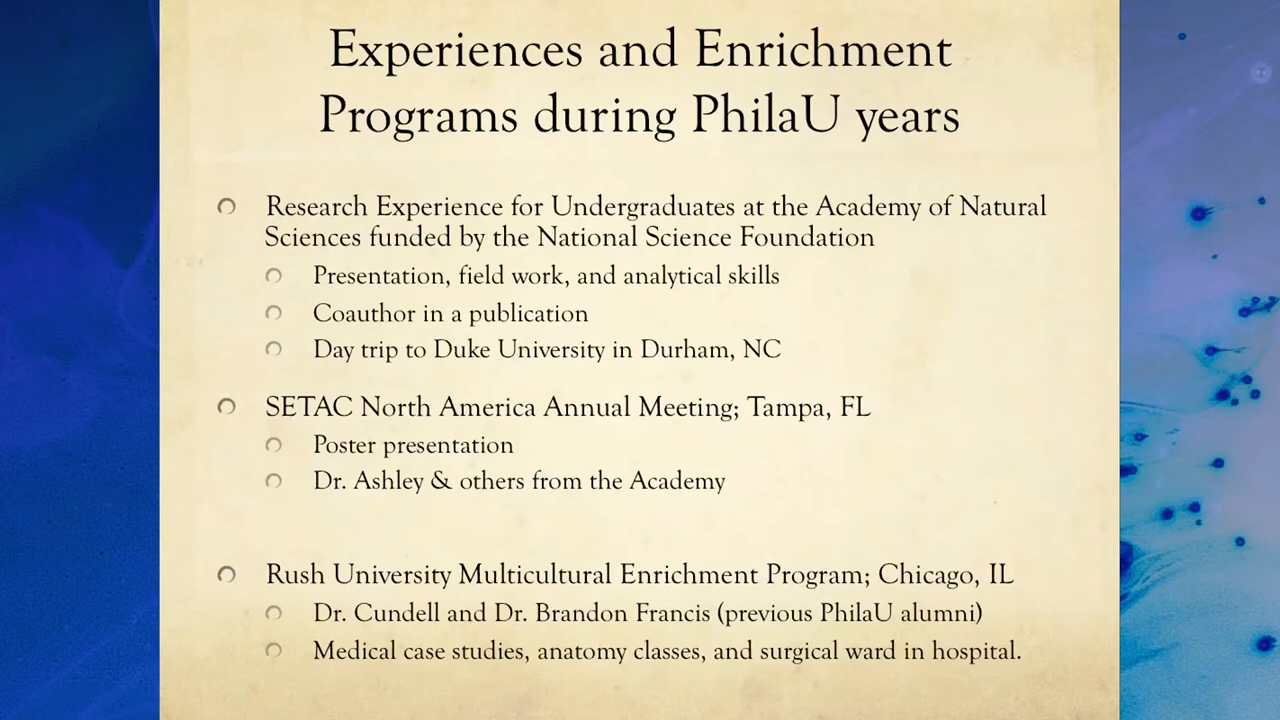 Experiences and Enrichment
Programs during PhilaU years
Research Experience for Undergraduates at the Academy of Natural
Sciences funded by the National Science Foundation
Presentation, field work, and analytical skills
Coauthor in a publication
Day trip to Duke University in Durham, NC
SETAC North America Annual Meeting; Tampa, FL
Poster presentation
Dr. Ashley & others from the Academy
Rush University Multicultural Enrichment Program; Chicago, IL
Dr. Cundell and Dr. Brandon Francis (previous PhilaU alumni)
Medical case studies, anatomy classes, and surgical ward in hospital.